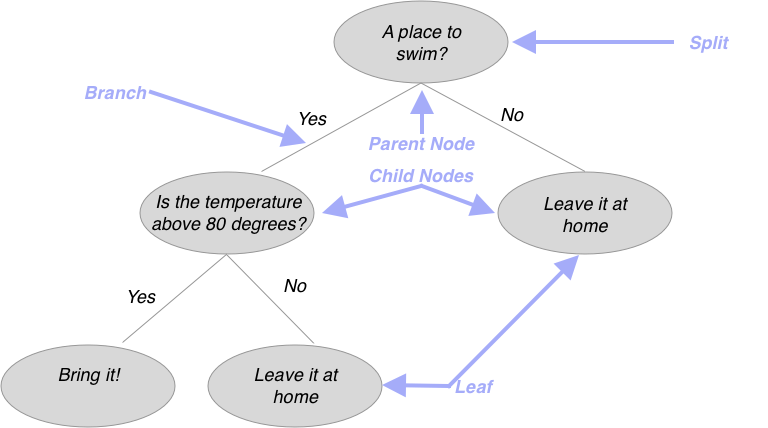 A place to
swim?
Split
Branch
Yes
No
Parent Node
Child Nodes
Is the temperature
above 80 degrees?
Leave it at
home
Yes
No
Bring it!
Leave it at
home
Leaf